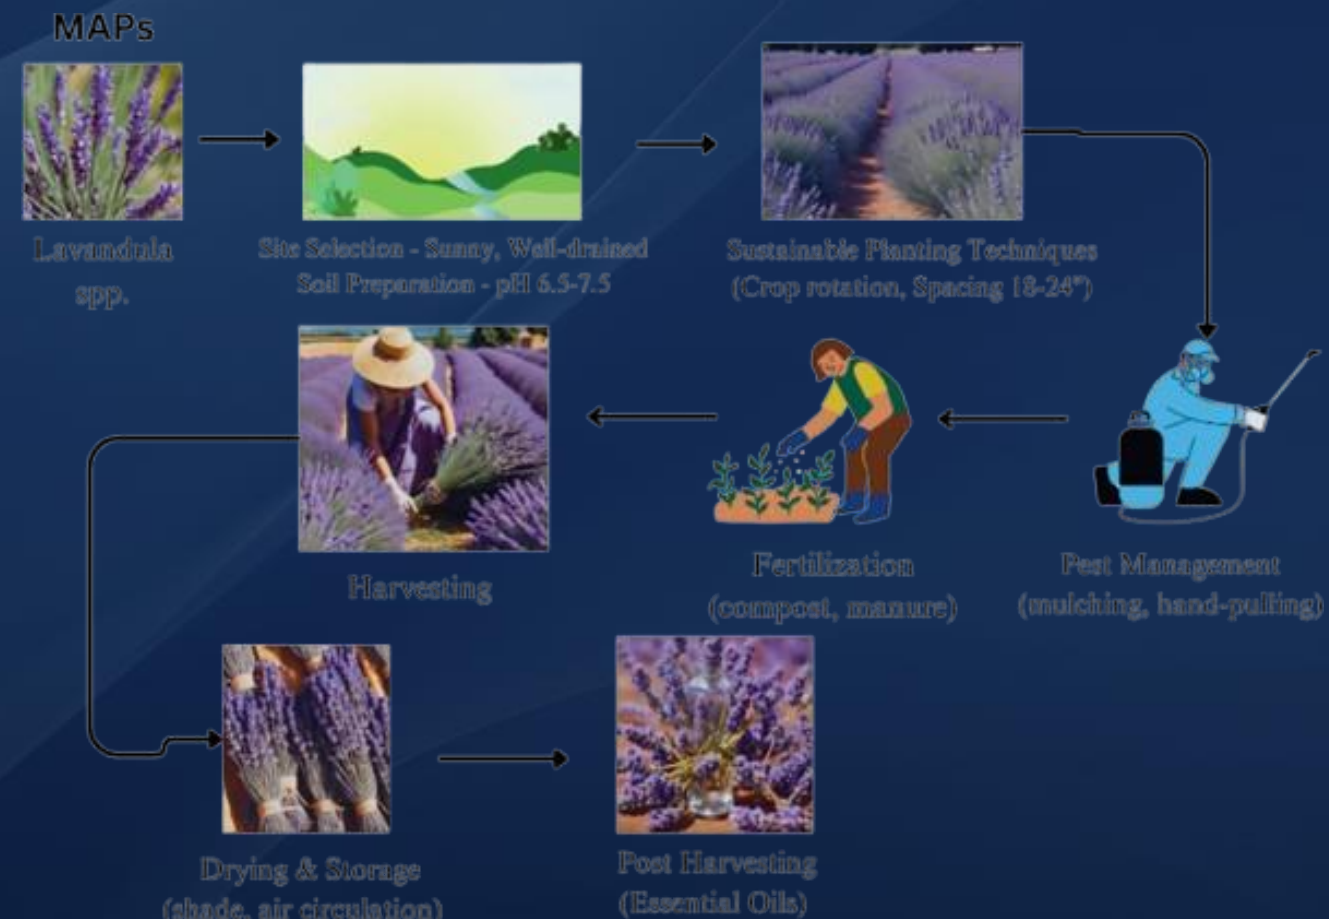 MAPs
Lavandula
spp.
Site Selection - Sunny, Well-drained
Soil Preparation - pH 6.5-7.5
Sustainable Planting Techniques
(Crop rotation, Spacing 18-24")
Harvesting
Fertilization
(compost, manure)
Pest Management
(mulching, hand-pulling)
Drying & Storage
(shade, air circulation)
Post Harvesting
(Essential Oils)